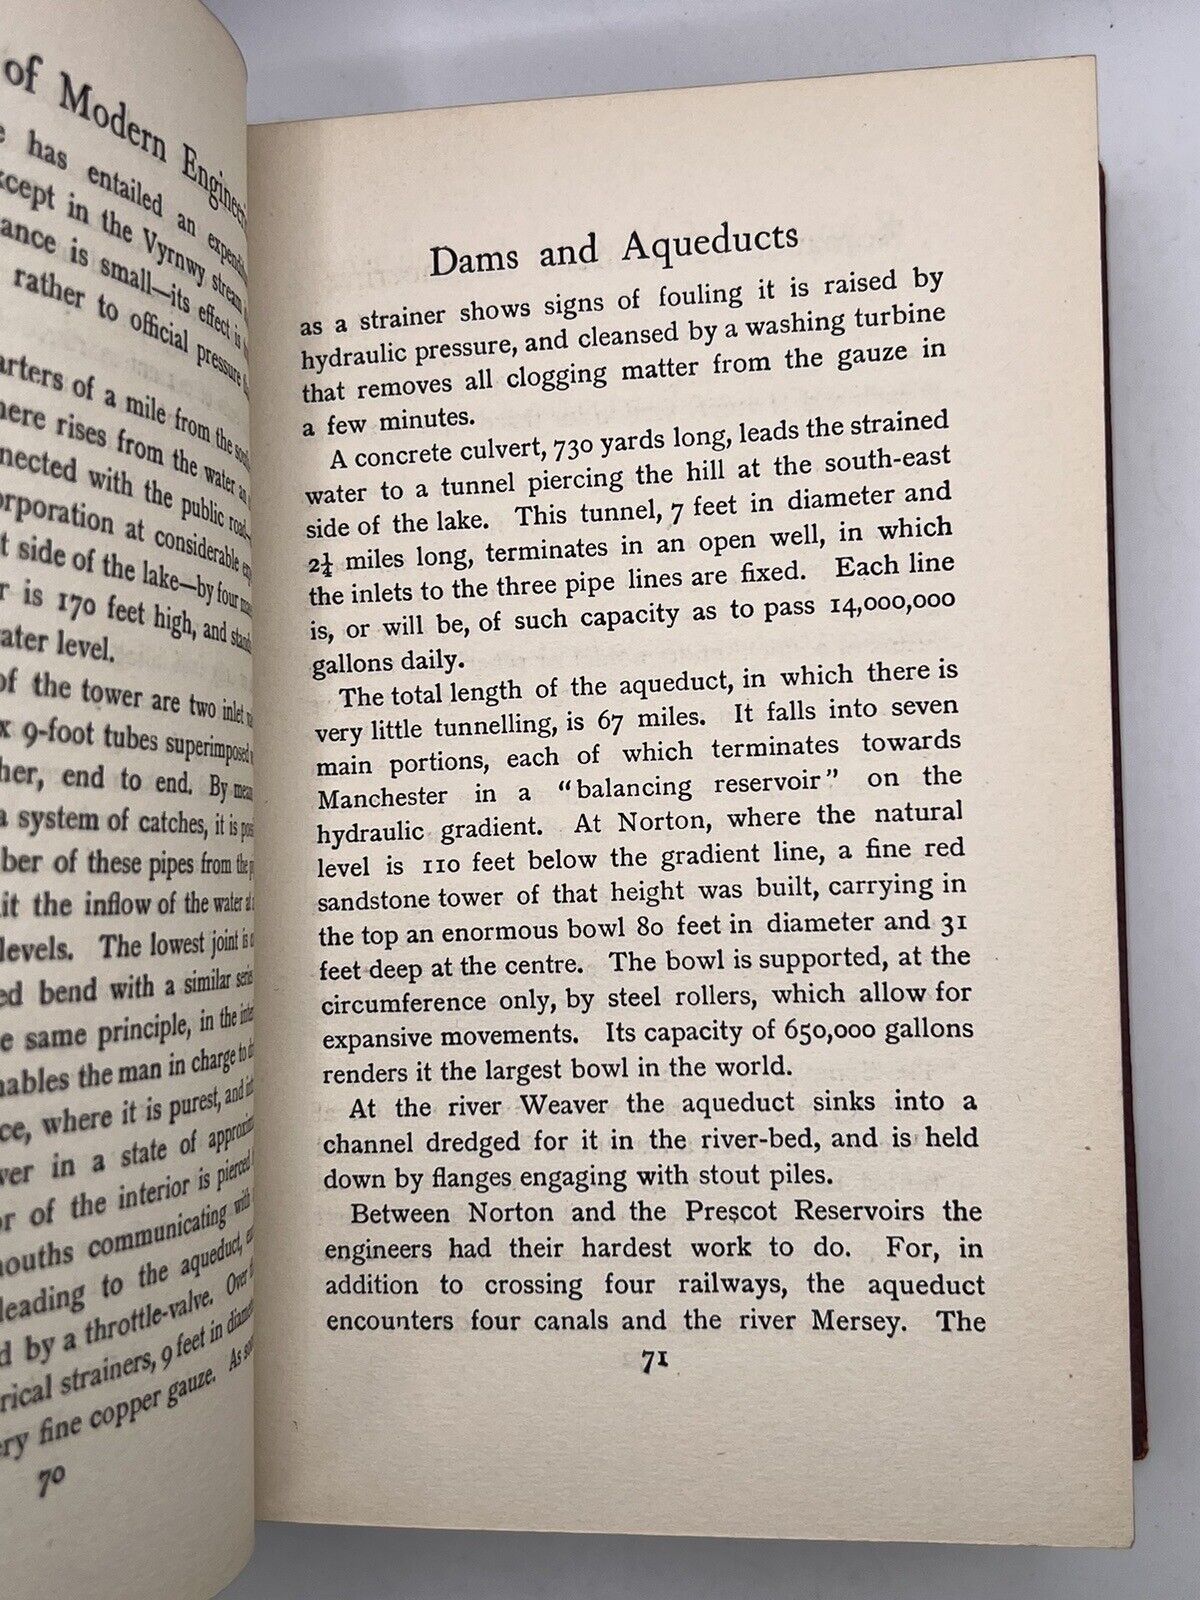 of Modern Engineeri
has entailed an expendit
xcept in the Vyrnwy stream
ance is small—its effect is
rather to official pressure
arters of a mile from the
here rises from the water an
nnected with the public road—
orporation at considerable
t side of the lake—by four
r is 170 feet high, and stands
ater level.
of the tower are two inlet
x 9-foot tubes superimposed
her, end to end. By mean
a system of catches, it is
ber of these pipes from the
it the inflow of the water at
levels. The lowest joint is
ed bend with a similar series
e same principle, in the
nables the man in charge to
ce, where it is purest, and
wer in a state of
or of the interior is pierced
mouths communicating with
leading to the aqueduct,
d by a throttle-valve. Over
rical strainers, 9 feet in diamet
ery fine copper gauze. As soon
70
Dams and Aqueducts
as a strainer shows signs of fouling it is raised by
hydraulic pressure, and cleansed by a washing turbine
that removes all clogging matter from the gauze in
a few minutes.
A concrete culvert, 730 yards long, leads the strained
water to a tunnel piercing the hill at the south-east
side of the lake. This tunnel, 7 feet in diameter and
2¼ miles long, terminates in an open well, in which
the inlets to the three pipe lines are fixed. Each line
is, or will be, of such capacity as to pass 14,000,000
gallons daily.
The total length of the aqueduct, in which there is
very little tunnelling, is 67 miles. It falls into seven
main portions, each of which terminates towards
Manchester in a "balancing reservoir" on the
hydraulic gradient. At Norton, where the natural
level is 110 feet below the gradient line, a fine red
sandstone tower of that height was built, carrying in
the top an enormous bowl 80 feet in diameter and 31
feet deep at the centre. The bowl is supported, at the
circumference only, by steel rollers, which allow for
expansive movements. Its capacity of 650,000 gallons
renders it the largest bowl in the world.
At the river Weaver the aqueduct sinks into a
channel dredged for it in the river-bed, and is held
down by flanges engaging with stout piles.
Between Norton and the Prescot Reservoirs the
engineers had their hardest work to do. For, in
addition to crossing four railways, the aqueduct
encounters four canals and the river Mersey. The
71